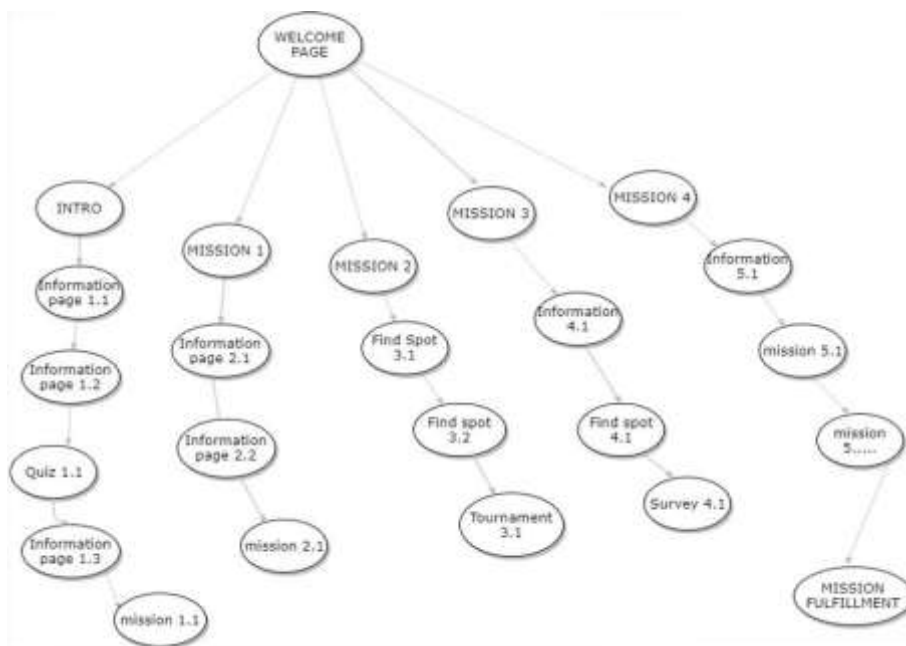 WELCOME
PAGE
INTRO
Information
page 1.1
Information
page 1.2
Quiz 1.1
Information
page 1.3
mission 1.1
MISSION 1
Information
page 2.1
Information
page 2.2
mission 2.1
MISSION 2
Find Spot
3.1
Find spot
3.2
Tournament
3.1
MISSION 3
Information
4.1
Find spot
4.1
Survey 4.1
MISSION 4
Information
5.1
mission 5.1
mission
5.....
MISSION
FULFILLMENT